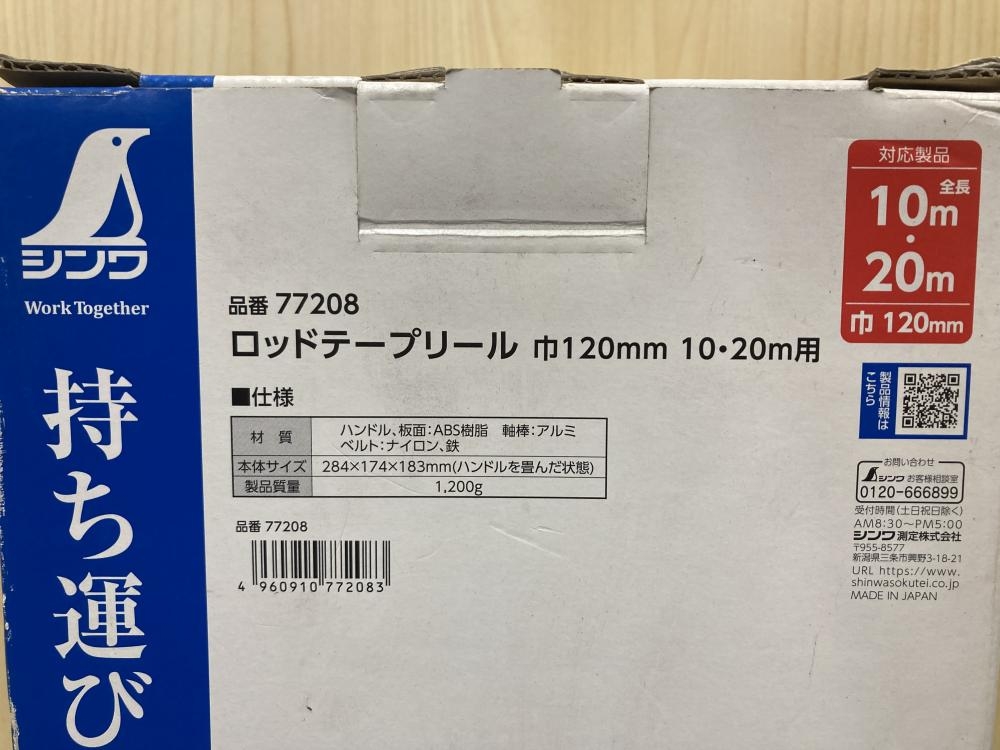 シンワ
Work Together
持ち運び
対応製品
全長
10m
・
20m
巾 120mm
品番 77208
ロッドテープリール 巾120mm 10・20m用
■仕様
材 質 ハンドル、板面:ABS樹脂 軸棒:アルミ
ベルト:ナイロン、鉄
本体サイズ 284×174×183mm(ハンドルを畳んだ状態)
製品質量 1,200g
品番 77208
4 960910 772083
製品情報は
こちら
お問い合わせ
シンワ お客様相談室
0120-666899
受付時間(土日祝日除く)
AM8:30〜PM5:00
シンワ測定株式会社
〒955-8577
新潟県三条市興野3-18-21
URL https://www.
shinwasokutei.co.jp
MADE IN JAPAN